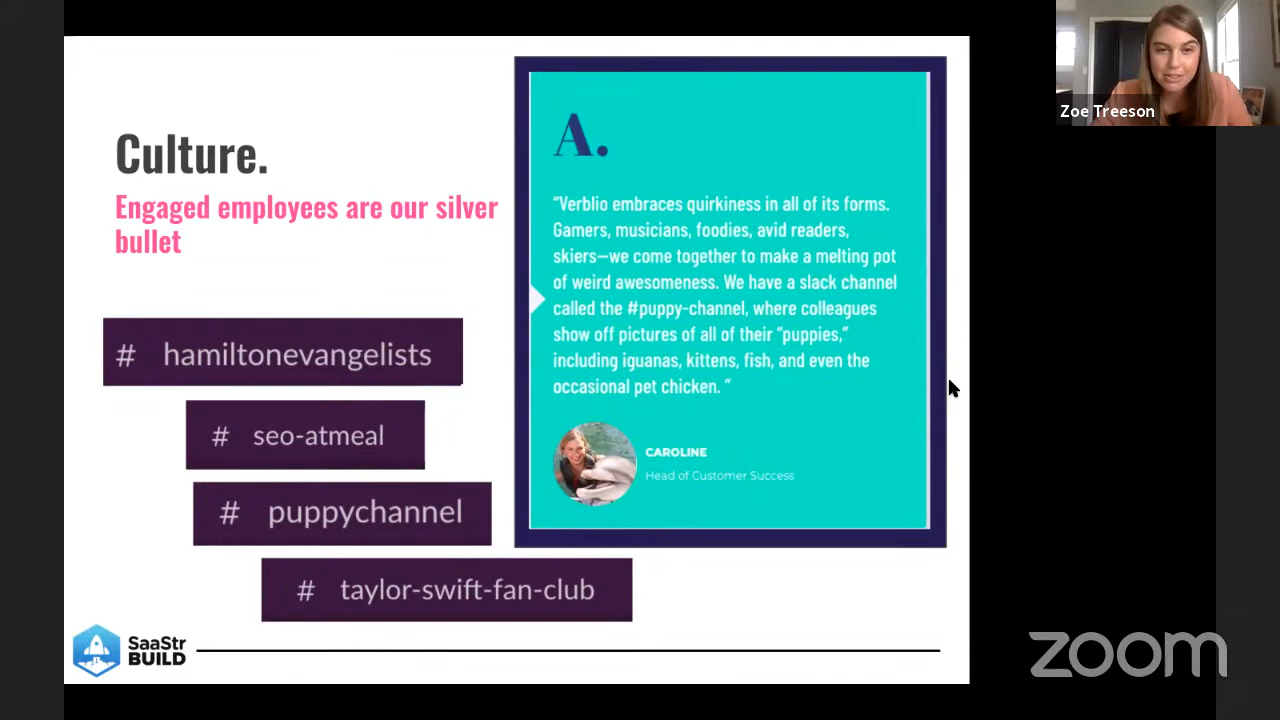 Zoe Treeson
Culture.
Engaged employees are our silver
bullet
# hamiltonevangelists
# seo-atmeal
# puppychannel
# taylor-swift-fan-club
A.
“Verblio embraces quirkiness in all of its forms.
Gamers, musicians, foodies, avid readers,
skiers—we come together to make a melting pot
of weird awesomeness. We have a slack channel
called the #puppy-channel, where colleagues
show off pictures of all of their “puppies,”
including iguanas, kittens, fish, and even the
occasional pet chicken. ”
CAROLINE
Head of Customer Success
SaaStr
BUILD
zoom